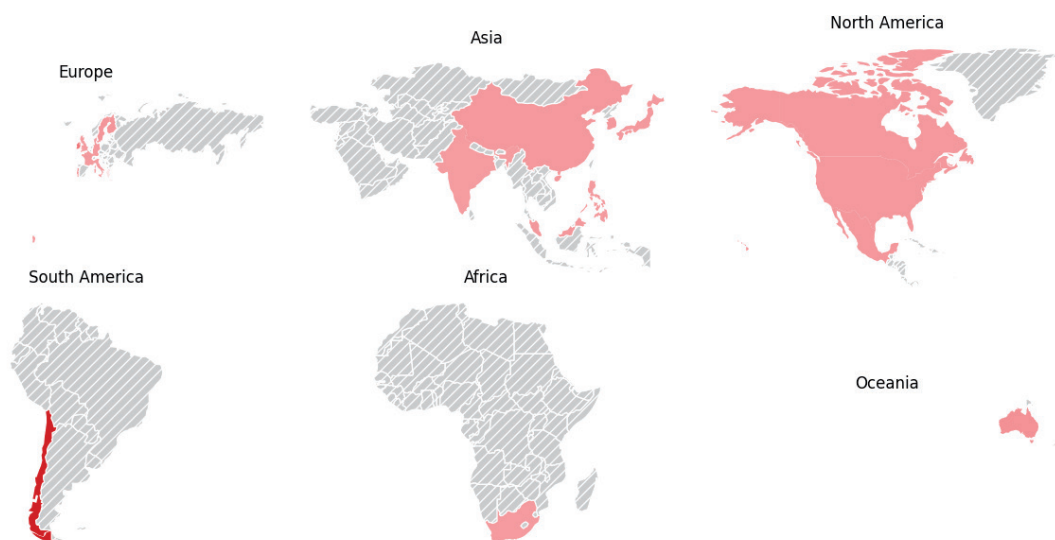 Europe
Asia
North America
South America
Africa
Oceania